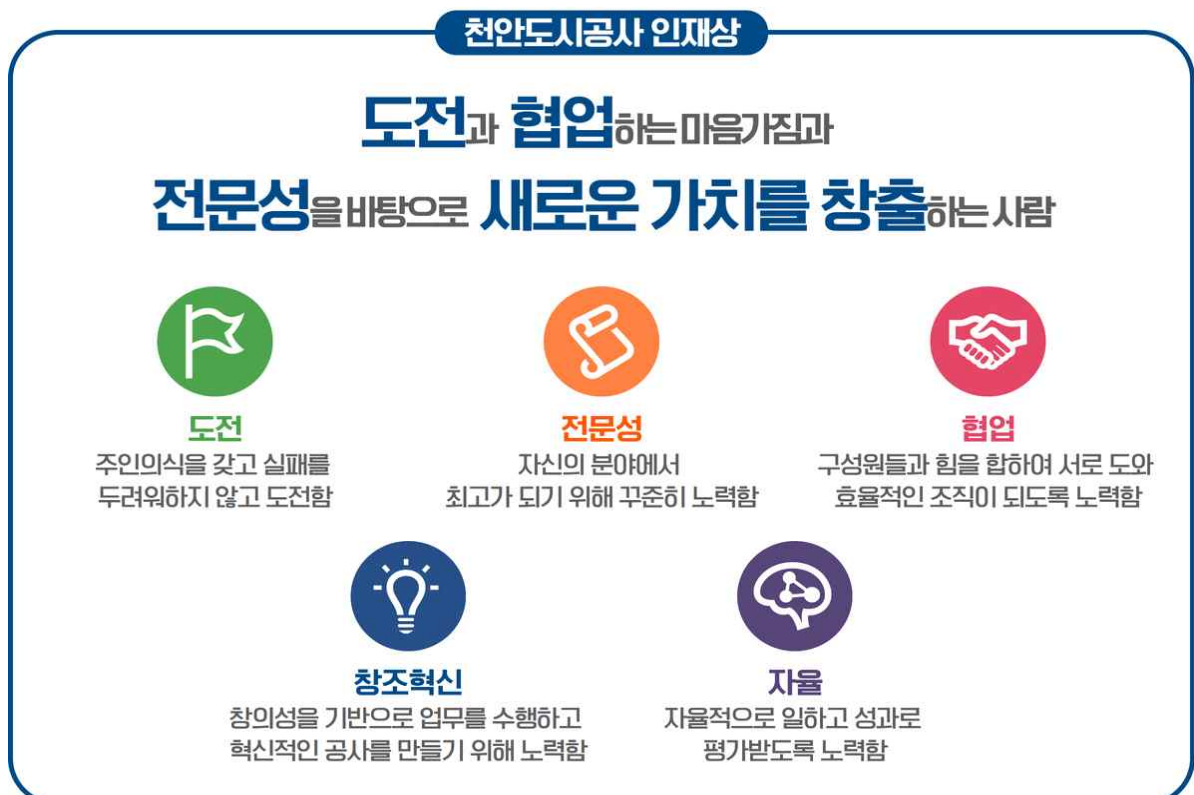 천안도시공사 인재상
도전과 협업하는 마음가짐과
전문성을 바탕으로 새로운 가치를 창출하는 사람
도전
주인의식을 갖고 실패를
두려워하지 않고 도전함
전문성
자신의 분야에서
최고가 되기 위해 꾸준히 노력함
협업
구성원들과 힘을 합하여 서로 도와
효율적인 조직이 되도록 노력함
창조혁신
창의성을 기반으로 업무를 수행하고
혁신적인 공사를 만들기 위해 노력함
자율
자율적으로 일하고 성과로
평가받도록 노력함